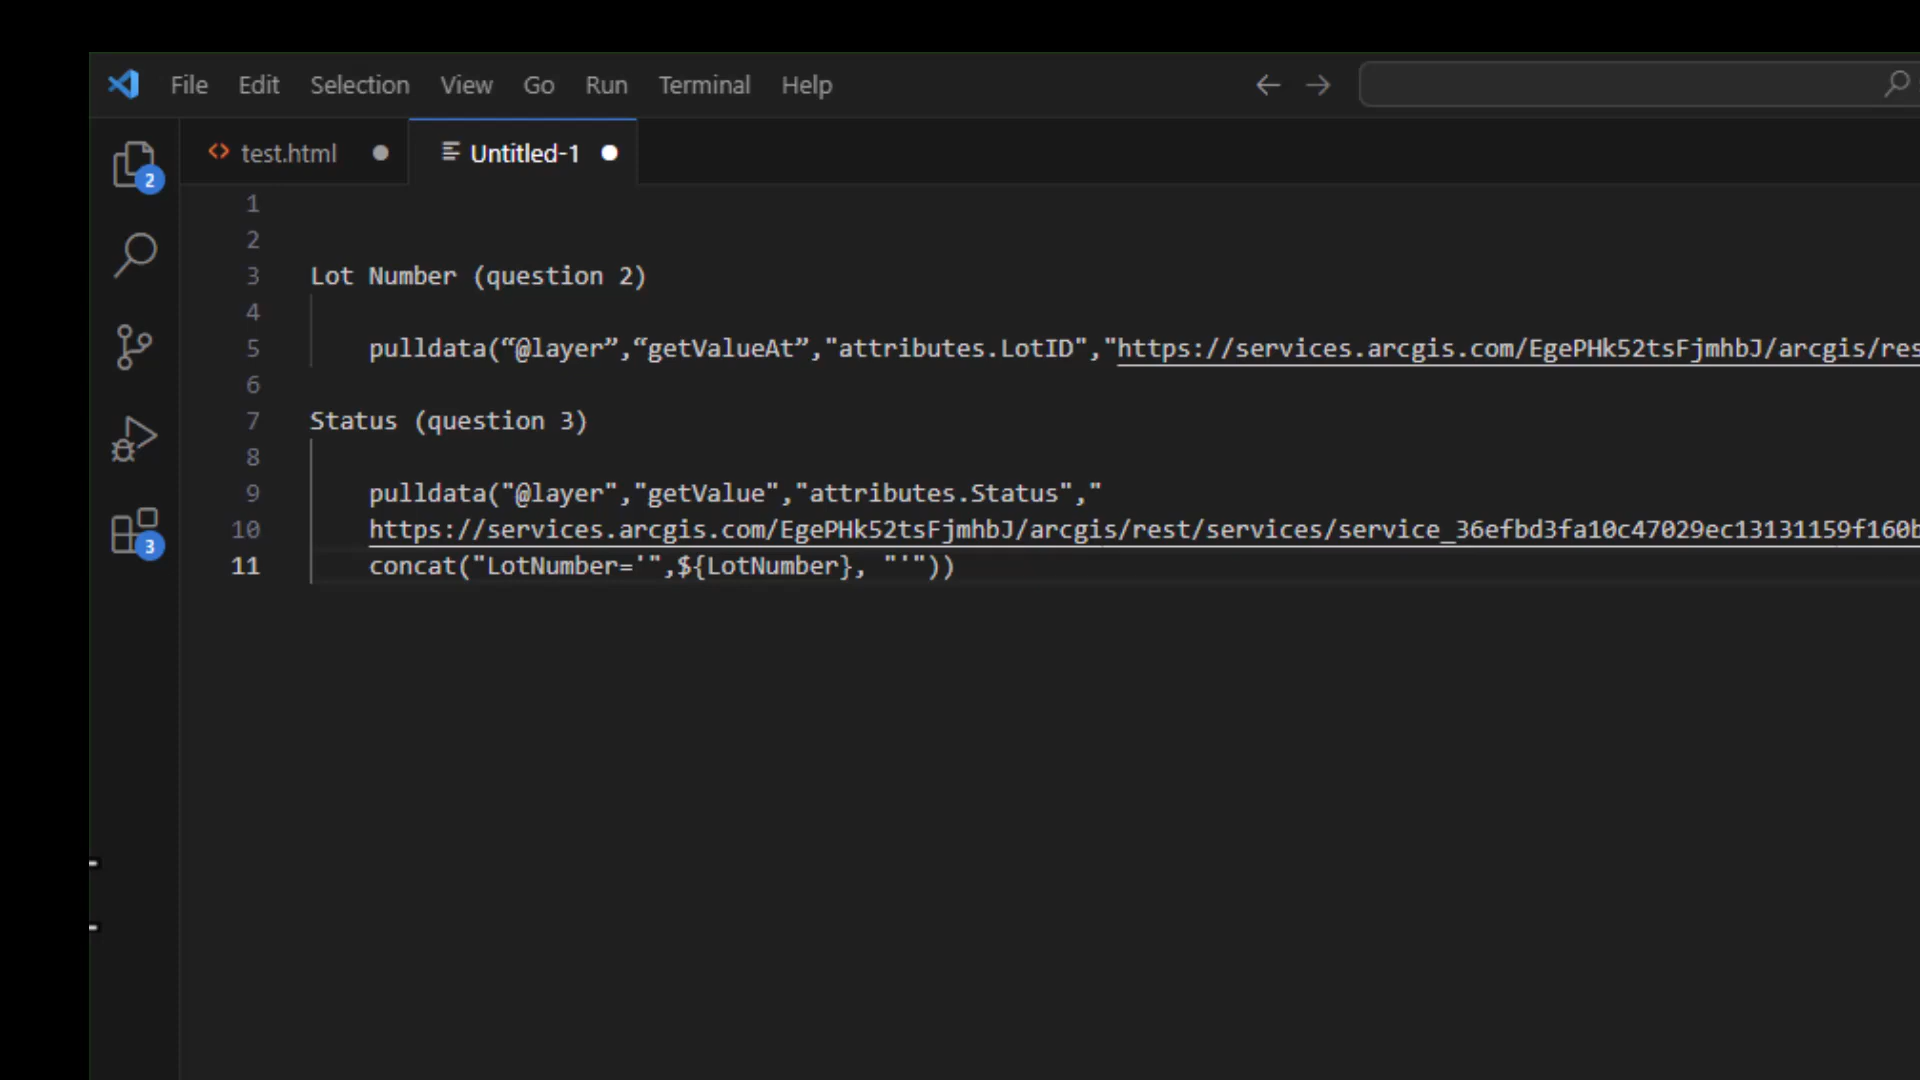 File Edit Selection View Go Run Terminal Help
test.html Untitled-1
2
3
1
2
3 Lot Number (question 2)
4
5 pulldata(“@layer”,“getValueAt”,"attributes.LotID","https://services.arcgis.com/EgePHk52tsFjmhbJ/arcgis/res
6
7 Status (question 3)
8
9 pulldata("@layer","getValue","attributes.Status","
10 https://services.arcgis.com/EgePHk52tsFjmhbJ/arcgis/rest/services/service_36efbd3fa10c47029ec13131159f160b
11 concat("LotNumber='",${LotNumber}, "'"))